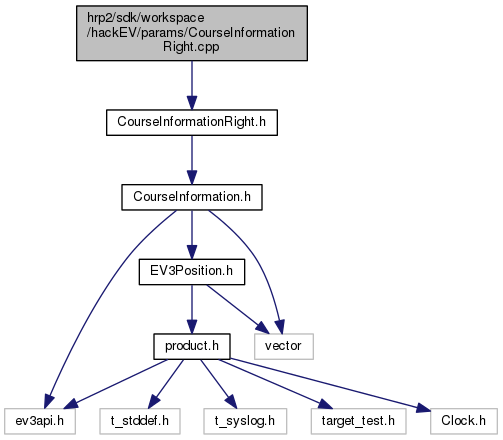 hrp2/sdk/workspace
/hackEV/params/CourseInformation
Right.cpp
CourseInformationRight.h
CourseInformation.h
EV3Position.h
product.h
vector
ev3api.h
t_stddef.h
t_syslog.h
target_test.h
Clock.h